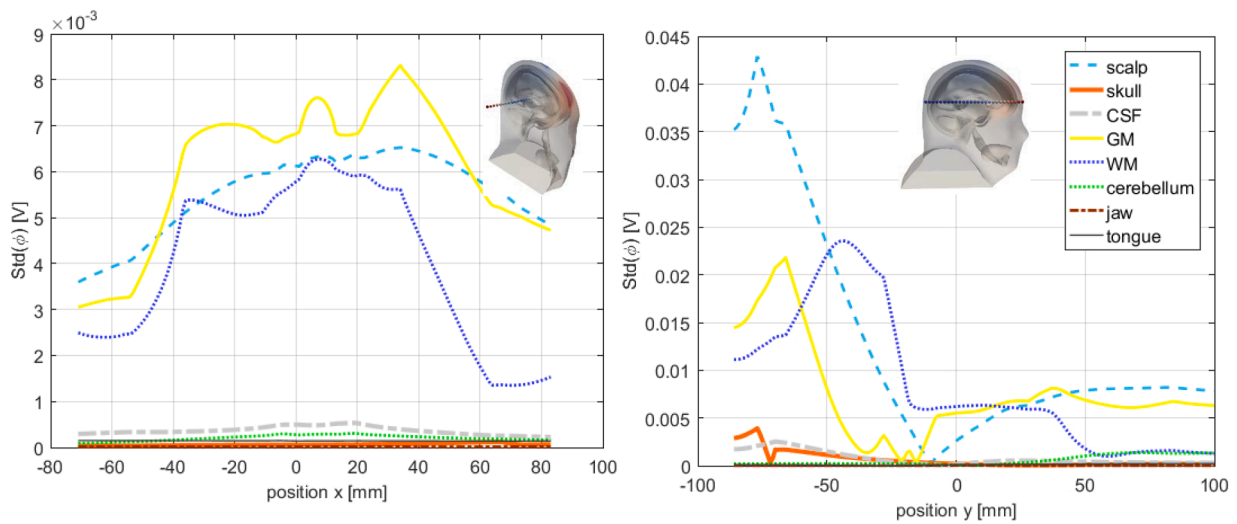 ×10-3
9
8
7
6
5
4
3
2
1
0
Std(ϕ) [V]
-80 -60 -40 -20 0 20 40 60 80 100
position x [mm]
0.045
0.04
0.035
0.03
0.025
0.02
0.015
0.01
0.005
0
Std(ϕ) [V]
-100 -50 0 50 100
position y [mm]
scalp
skull
CSF
GM
WM
cerebellum
jaw
tongue